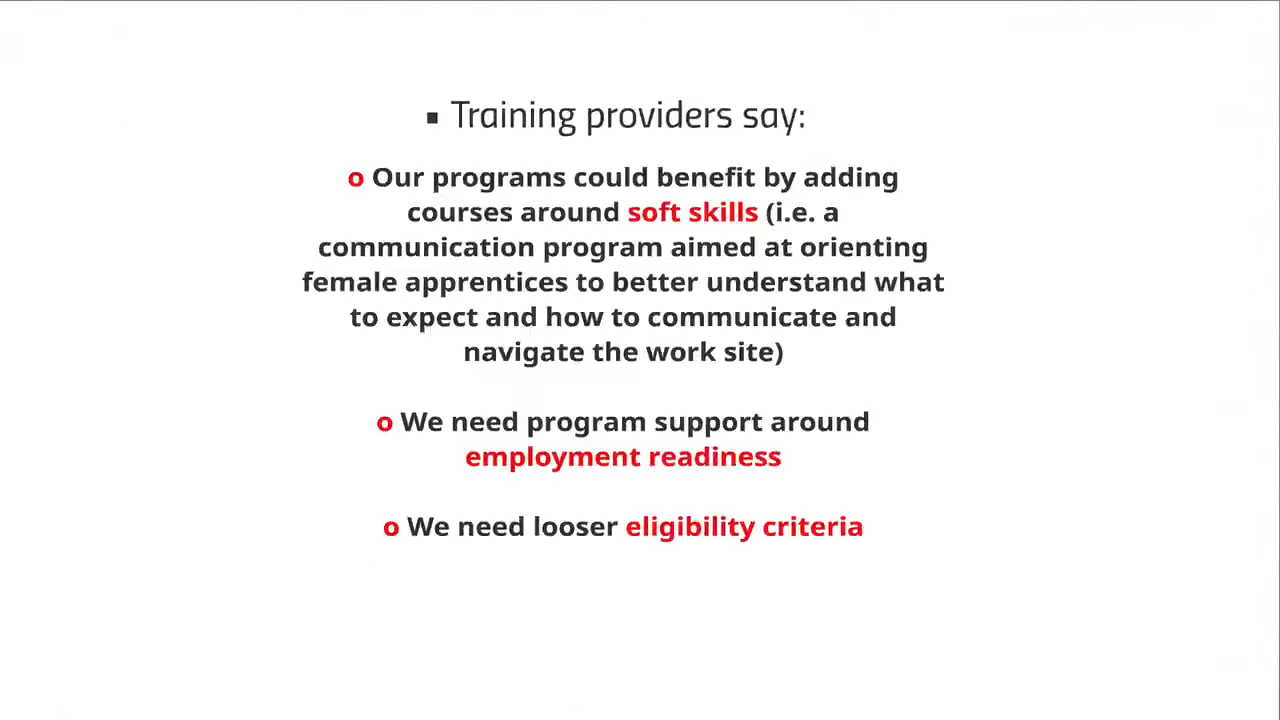 ▪ Training providers say:
o Our programs could benefit by adding
courses around soft skills (i.e. a
communication program aimed at orienting
female apprentices to better understand what
to expect and how to communicate and
navigate the work site)
o We need program support around
employment readiness
o We need looser eligibility criteria